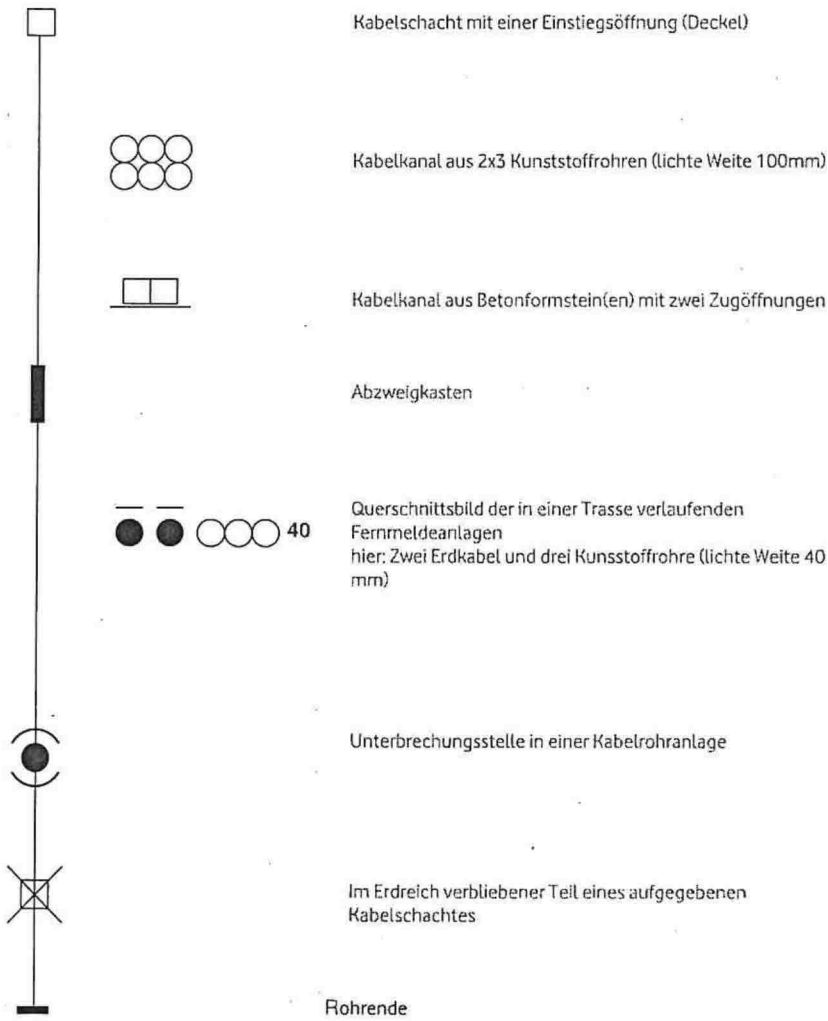 Kabelschacht mit einer Einstiegsöffnung (Deckel)
Kabelkanal aus 2x3 Kunststoffrohren (lichte Weite 100mm)
Kabelkanal aus Betonformstein(en) mit zwei Zugöffnungen
Abzweigkasten
40
Querschnittsbild der in einer Trasse verlaufenden
Fernmeldeanlagen
hier: Zwei Erdkabel und drei Kunsstoffrohre (lichte Weite 40
mm)
Unterbrechungsstelle in einer Kabelrohranlage
Im Erdreich verbliebener Teil eines aufgegebenen
Kabelschachtes
Rohrende